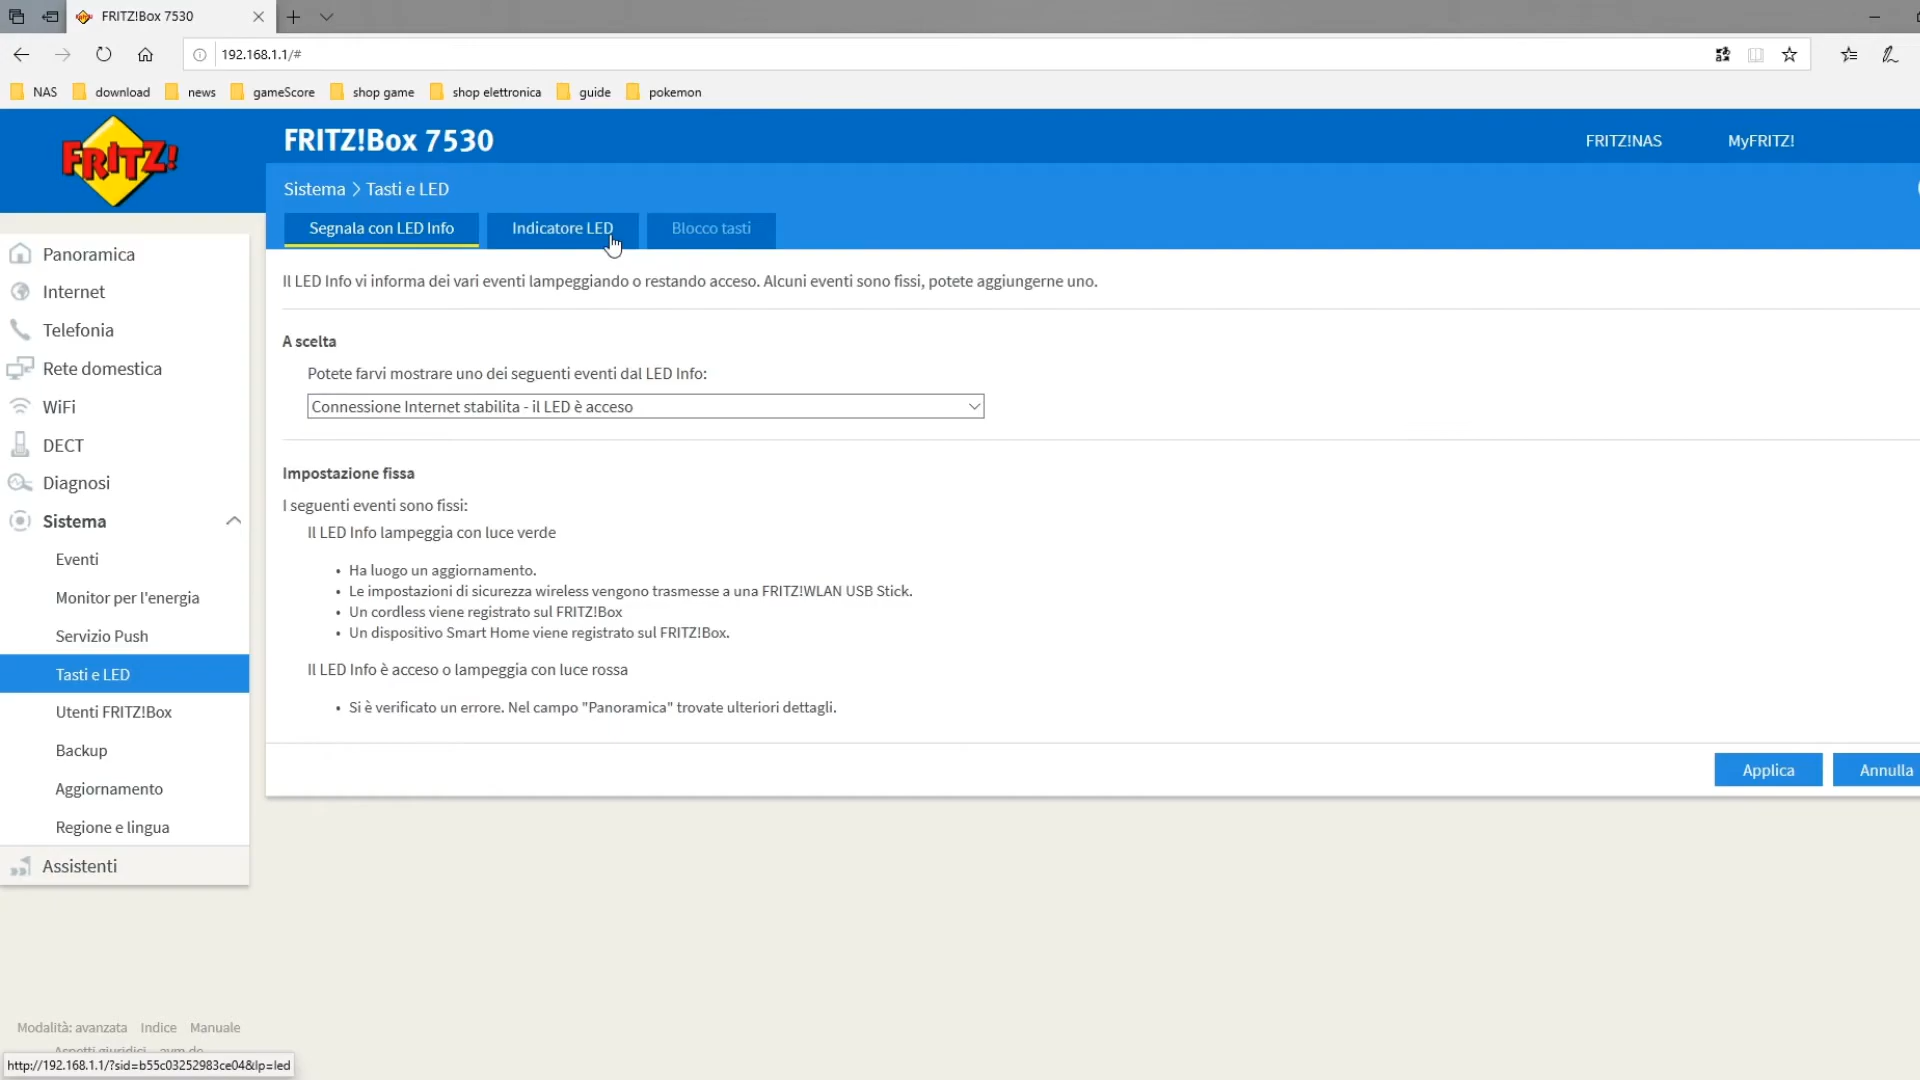 FRITZ!Box 7530
192.168.1.1/#
NAS download news gameScore shop game shop elettronica guide pokemon
FRITZ!
FRITZ!Box 7530
FRITZ!NAS MyFRITZ!
Sistema > Tasti e LED
Segnala con LED Info Indicatore LED Blocco tasti
Panoramica
Internet
Telefonia
Rete domestica
WiFi
DECT
Diagnosi
Sistema
Eventi
Monitor per l'energia
Servizio Push
Tasti e LED
Utenti FRITZ!Box
Backup
Aggiornamento
Regione e lingua
Assistenti
Il LED Info vi informa dei vari eventi lampeggiando o restando acceso. Alcuni eventi sono fissi, potete aggiungerne uno.
A scelta
Potete farvi mostrare uno dei seguenti eventi dal LED Info:
Connessione Internet stabilita - il LED è acceso
Impostazione fissa
I seguenti eventi sono fissi:
Il LED Info lampeggia con luce verde
• Ha luogo un aggiornamento.
• Le impostazioni di sicurezza wireless vengono trasmesse a una FRITZ!WLAN USB Stick.
• Un cordless viene registrato sul FRITZ!Box
• Un dispositivo Smart Home viene registrato sul FRITZ!Box.
Il LED Info è acceso o lampeggia con luce rossa
• Si è verificato un errore. Nel campo "Panoramica" trovate ulteriori dettagli.
Applica Annulla
Modalità: avanzata Indice Manuale
Aspetti giuridici avm.de
http://192.168.1.1/?sid=b55c03252983ce04&lp=led